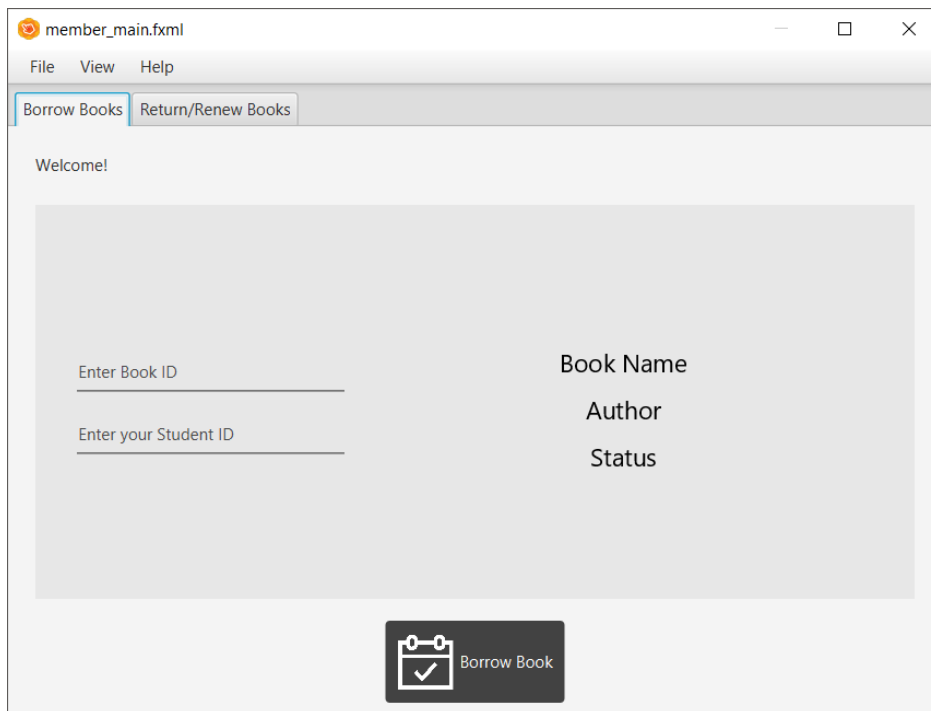 member_main.fxml
File View Help
Borrow Books Return/Renew Books
Welcome!
Enter Book ID
Enter your Student ID
Book Name
Author
Status
Borrow Book